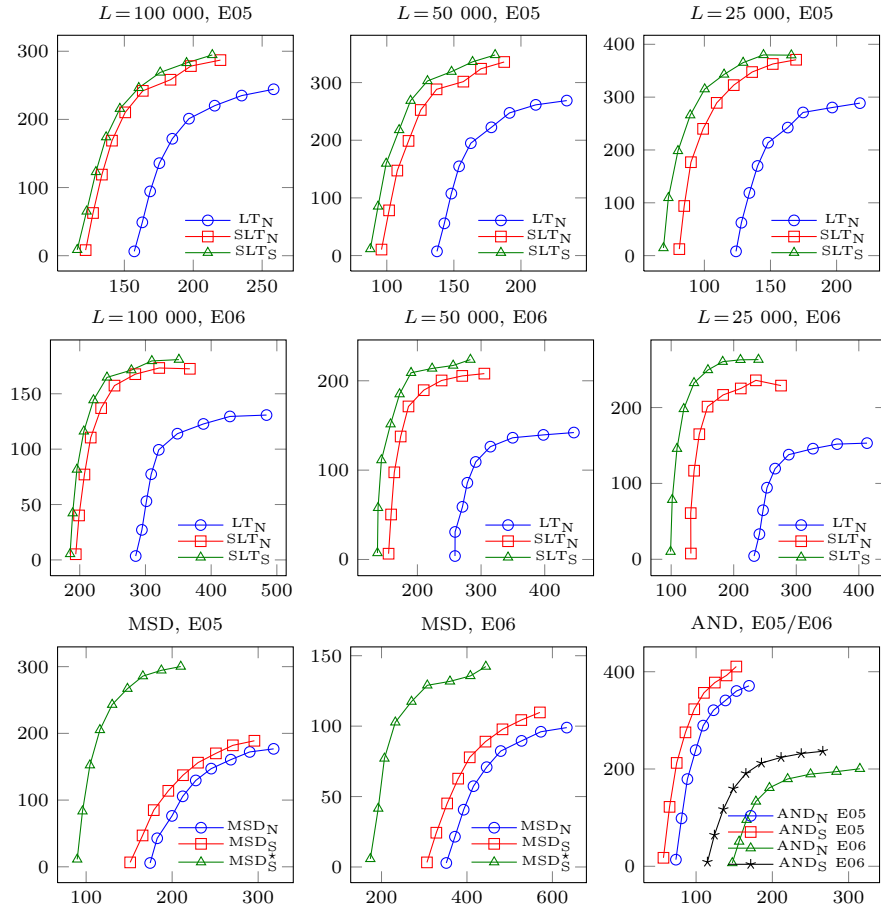 L=100 000, E05
L=50 000, E05
L=25 000, E05
300
200
100
0
150
200
250
LT_N
SLT_N
SLT_S
300
200
100
0
100
150
200
LT_N
SLT_N
SLT_S
400
300
200
100
0
100
150
200
LT_N
SLT_N
SLT_S
L=100 000, E06
L=50 000, E06
L=25 000, E06
150
100
50
0
200
300
400
500
LT_N
SLT_N
SLT_S
200
100
0
200
300
400
LT_N
SLT_N
SLT_S
200
100
0
100
200
300
400
LT_N
SLT_N
SLT_S
MSD, E05
MSD, E06
AND, E05/E06
300
200
100
0
100
200
300
MSD_N
MSD_S
MSD_S^⋆
150
100
50
0
200
300
400
500
600
MSD_N
MSD_S
MSD_S^⋆
400
200
0
100
200
300
AND_N E05
AND_S E05
AND_N E06
AND_S E06